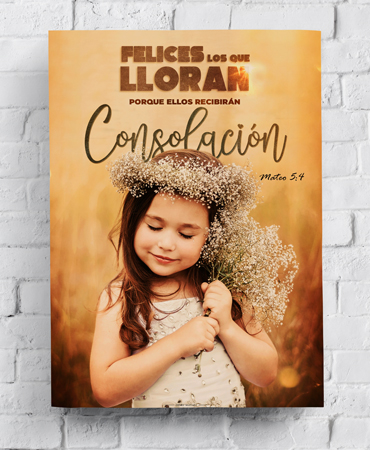 FELICES LOS QUE
LLORAN
PORQUE ELLOS RECIBIRÁN
Consolación
Mateo 5:4